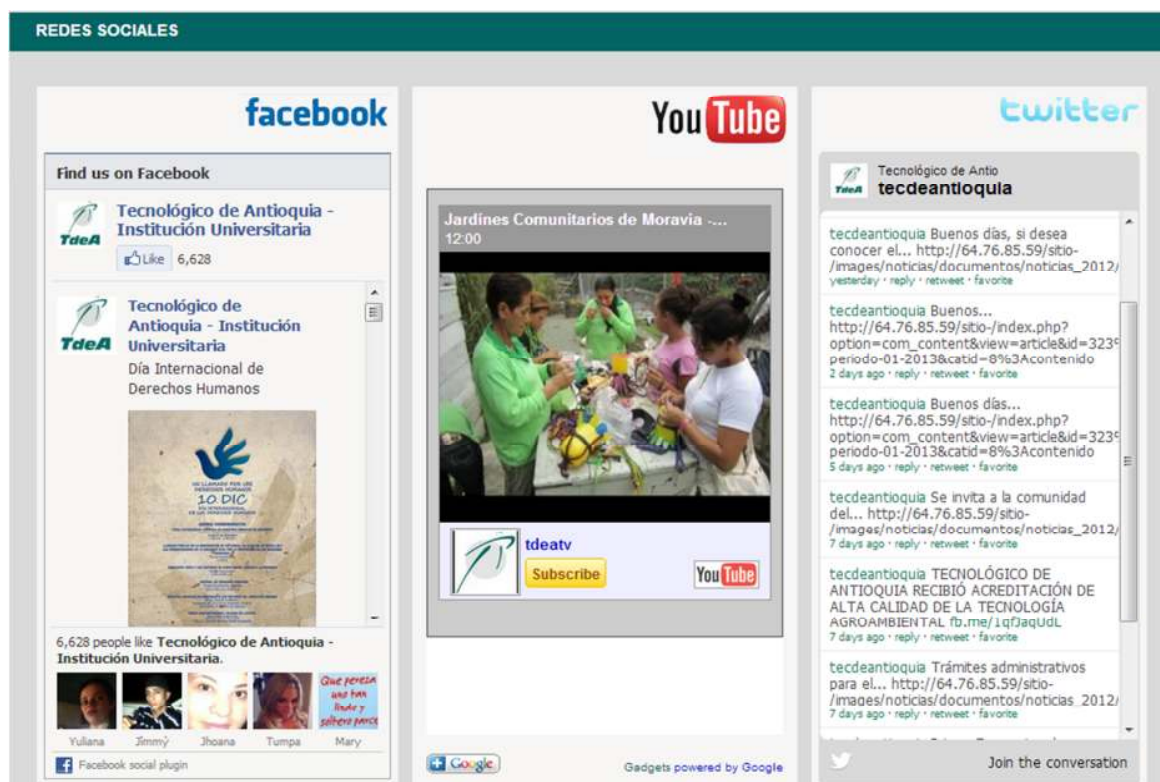 REDES SOCIALES
facebook
Find us on Facebook
TdeA
Tecnológico de Antioquia -
Institución Universitaria
Like 6,628
TdeA
Tecnológico de
Antioquia - Institución
Universitaria
Día Internacional de
Derechos Humanos
10 DIC
6,628 people like Tecnológico de Antioquia -
Institución Universitaria.
Que pereza
uno tan
lindo y
soltero parce
Yuliana Jimmy Jhoana Tumpa Mary
Facebook social plugin
YouTube
Jardínes Comunitarios de Moravia -...
12:00
tdeatv
Subscribe
YouTube
Google
Gadgets powered by Google
twitter
TdeA
Tecnológico de Antio
tecdeantioquia
tecdeantioquia Buenos días, si desea
conocer el... http://64.76.85.59/sitio-
/images/noticias/documentos/noticias_2012/
yesterday · reply · retweet · favorite
tecdeantioquia Buenos...
http://64.76.85.59/sitio-/index.php?
option=com_content&view=article&id=323%
periodo-01-2013&catid=8%3Acontenido
2 days ago · reply · retweet · favorite
tecdeantioquia Buenos días...
http://64.76.85.59/sitio-/index.php?
option=com_content&view=article&id=323%
periodo-01-2013&catid=8%3Acontenido
5 days ago · reply · retweet · favorite
tecdeantioquia Se invita a la comunidad
del... http://64.76.85.59/sitio-
/images/noticias/documentos/noticias_2012/
7 days ago · reply · retweet · favorite
tecdeantioquia TECNOLÓGICO DE
ANTIOQUIA RECIBIÓ ACREDITACIÓN DE
ALTA CALIDAD DE LA TECNOLOGÍA
AGROAMBIENTAL fb.me/1qfJaqUdL
7 days ago · reply · retweet · favorite
tecdeantioquia Trámites administrativos
para el... http://64.76.85.59/sitio-
/images/noticias/documentos/noticias_2012/
7 days ago · reply · retweet · favorite
Join the conversation